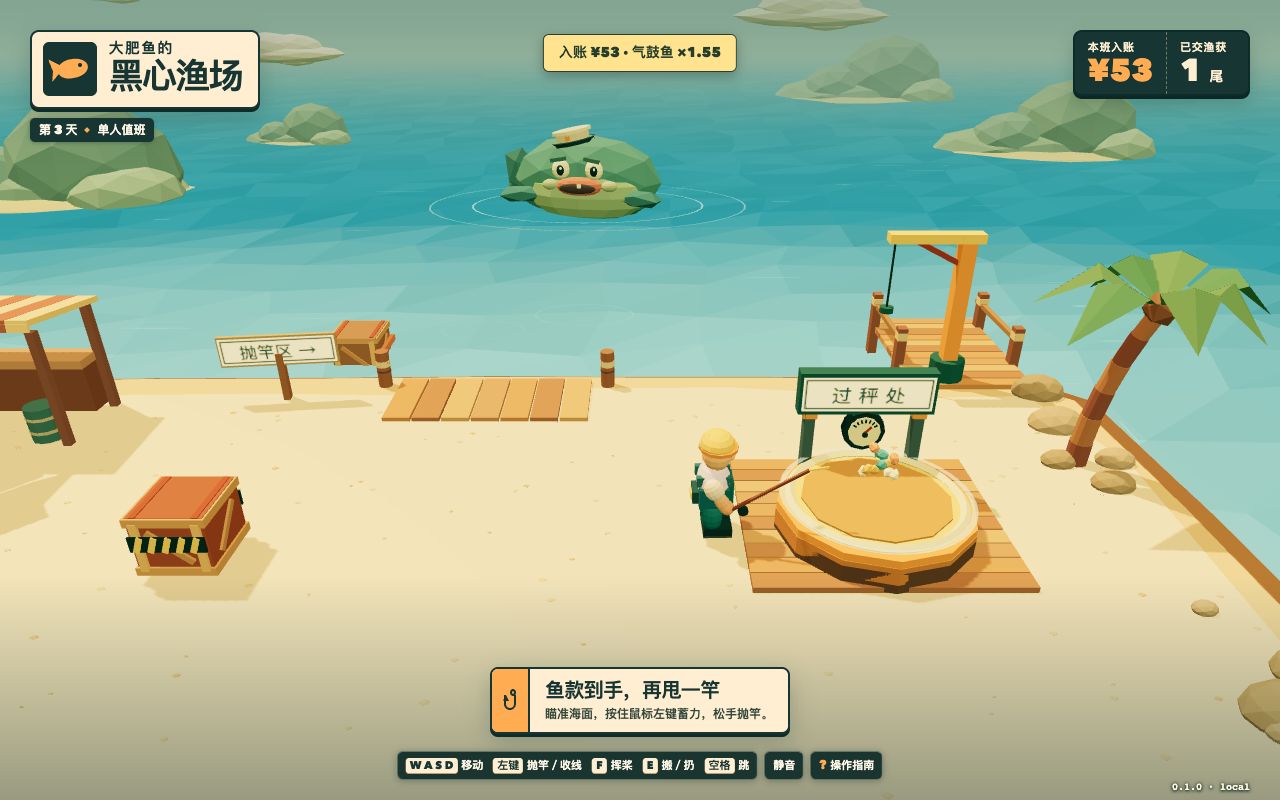 大肥鱼的
黑心渔场
第 3 天 • 单人值班
入账 ¥53 • 气鼓鱼 ×1.55
本班入账
¥53
已交渔获
1 尾
抛竿区 →
过秤处
鱼款到手，再甩一竿
瞄准海面，按住鼠标左键蓄力，松手抛竿。
WASD 移动 左键 抛竿 / 收线 F 挥桨 E 搬 / 扔 空格 跳 静音 ? 操作指南
0.1.0 · local